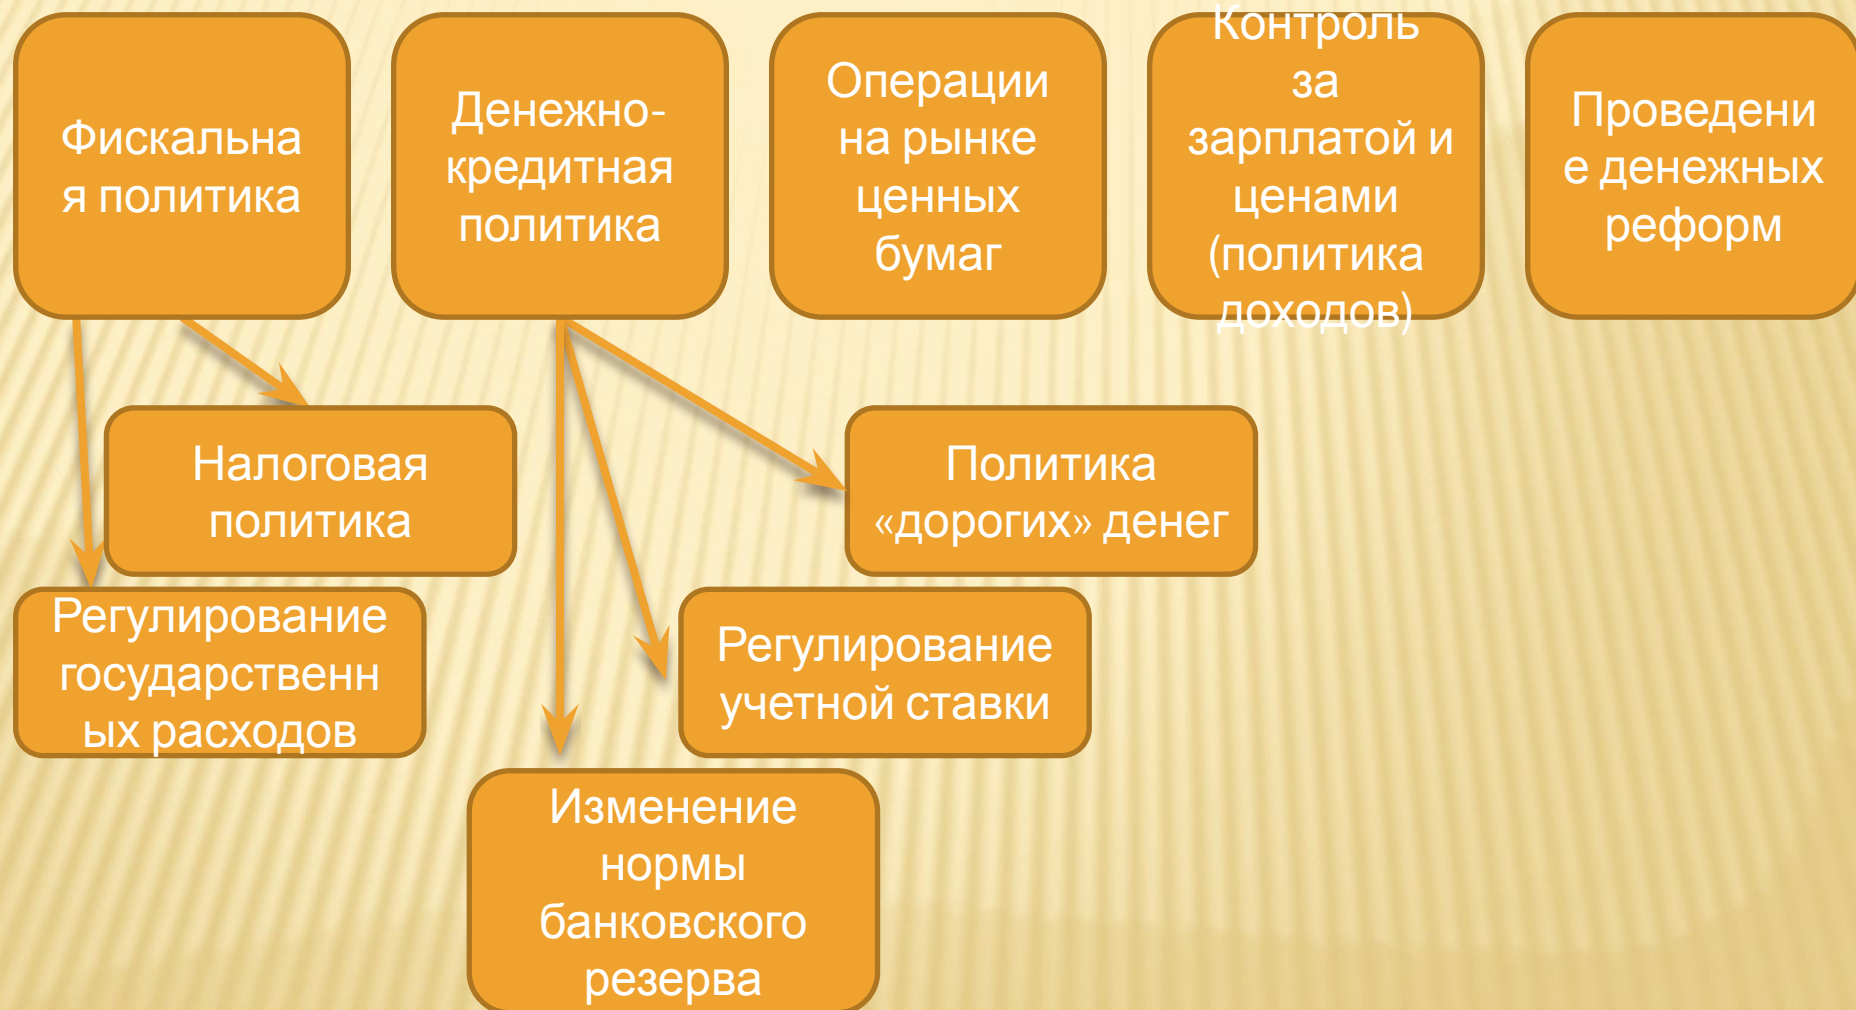 Фискальна
я политика
Денежно-
кредитная
политика
Операции
на рынке
ценных
бумаг
Контроль
за
зарплатой и
ценами
(политика
доходов)
Проведени
е денежных
реформ
Налоговая
политика
Политика
«дорогих» денег
Регулирование
государственн
ых расходов
Регулирование
учетной ставки
Изменение
нормы
банковского
резерва